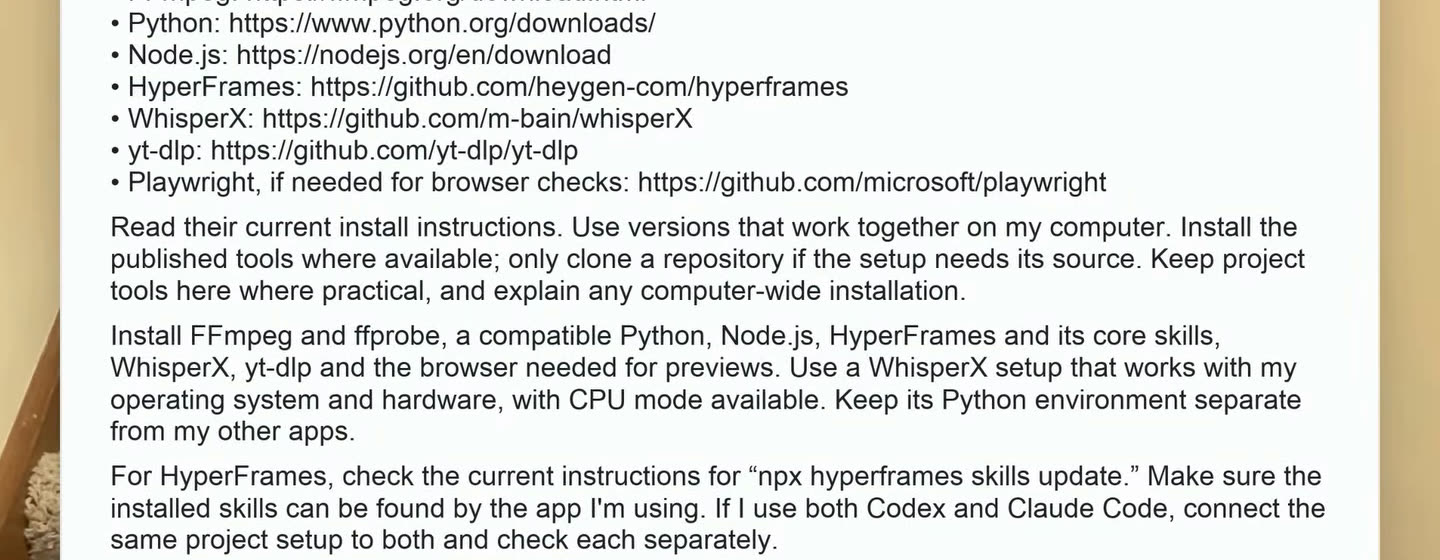 • Python: https://www.python.org/downloads/
• Node.js: https://nodejs.org/en/download
• HyperFrames: https://github.com/heygen-com/hyperframes
• WhisperX: https://github.com/m-bain/whisperX
• yt-dlp: https://github.com/yt-dlp/yt-dlp
• Playwright, if needed for browser checks: https://github.com/microsoft/playwright
Read their current install instructions. Use versions that work together on my computer. Install the
published tools where available; only clone a repository if the setup needs its source. Keep project
tools here where practical, and explain any computer-wide installation.
Install FFmpeg and ffprobe, a compatible Python, Node.js, HyperFrames and its core skills,
WhisperX, yt-dlp and the browser needed for previews. Use a WhisperX setup that works with my
operating system and hardware, with CPU mode available. Keep its Python environment separate
from my other apps.
For HyperFrames, check the current instructions for “npx hyperframes skills update.” Make sure the
installed skills can be found by the app I'm using. If I use both Codex and Claude Code, connect the
same project setup to both and check each separately.